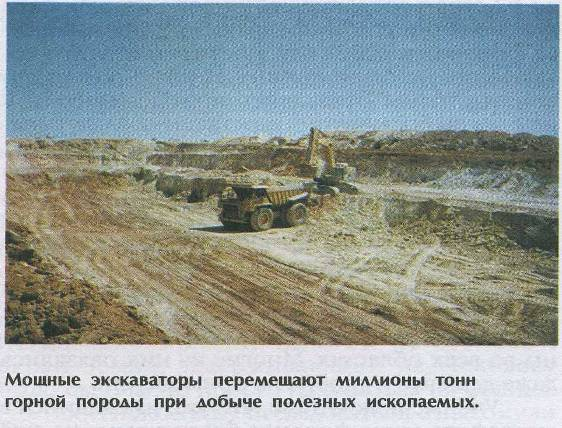 Мощные экскаваторы перемещают миллионы тонн
горной породы при добыче полезных ископаемых.